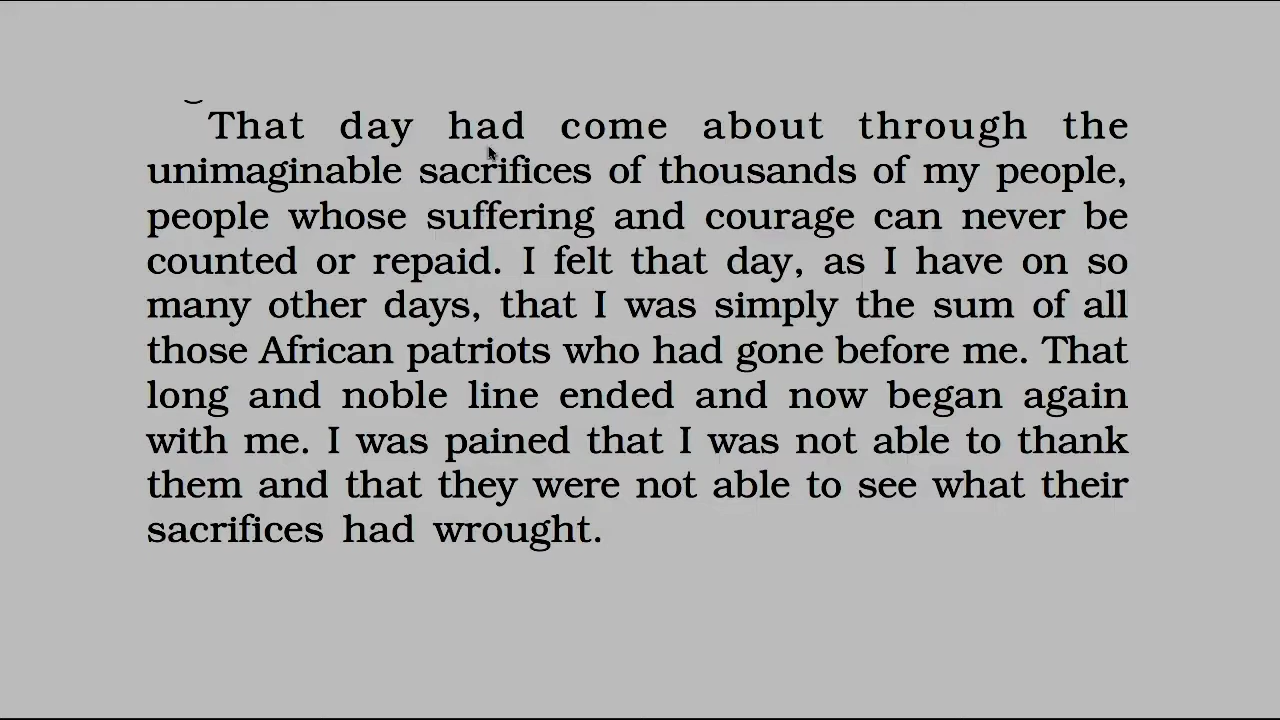 That day had come about through the
unimaginable sacrifices of thousands of my people,
people whose suffering and courage can never be
counted or repaid. I felt that day, as I have on so
many other days, that I was simply the sum of all
those African patriots who had gone before me. That
long and noble line ended and now began again
with me. I was pained that I was not able to thank
them and that they were not able to see what their
sacrifices had wrought.